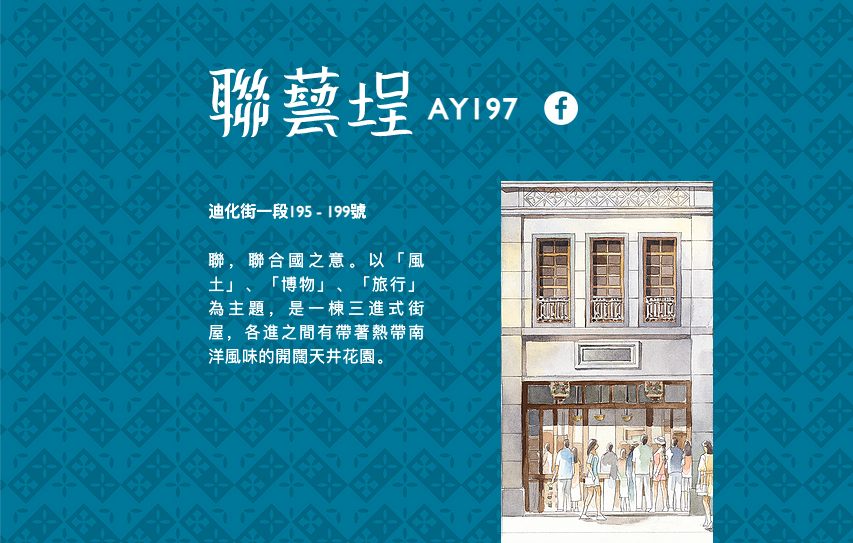 聯藝埕 AY197
迪化街一段195 - 199號
聯，聯合國之意。以「風
土」、「博物」、「旅行」
為主題，是一棟三進式街
屋，各進之間有帶著熱帶南
洋風味的開闊天井花園。